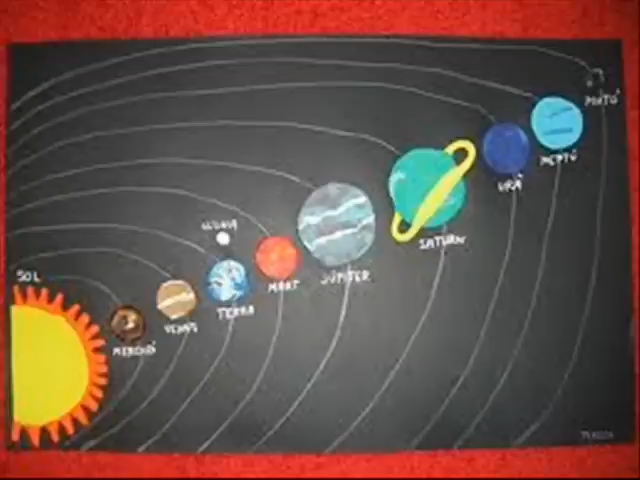 SOL
MERCURI
VENUS
TERRA
LLUNA
MART
JÚPITER
SATURN
URÀ
NEPTÚ
PLUTÓ